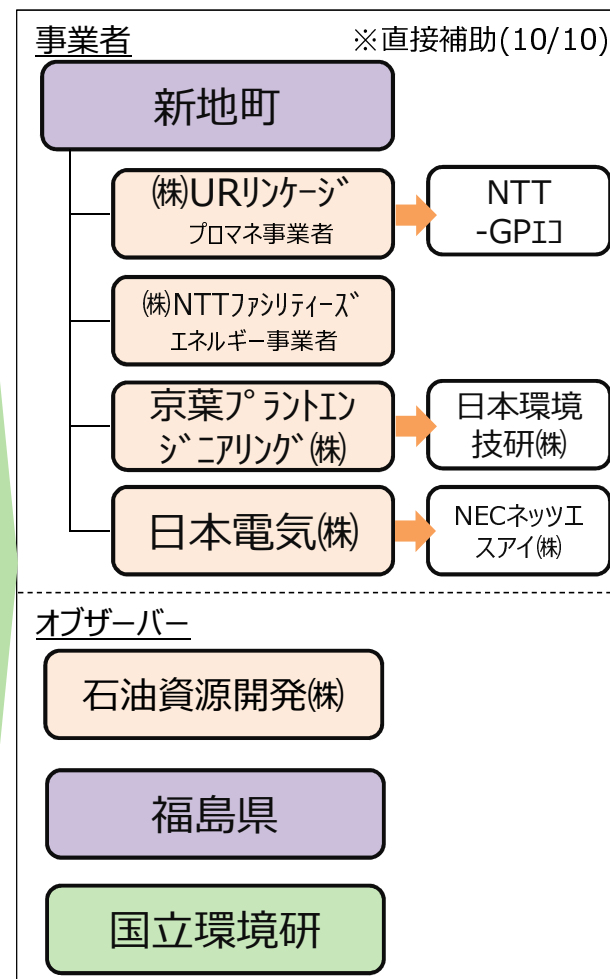 事業者 ※直接補助(10/10)
新地町
㈱URﾘﾝｹｰｼﾞ
プロマネ事業者
NTT
-GPｴｺ
㈱NTTﾌｧｼﾘﾃｨｰｽﾞ
エネルギー事業者
京葉ﾌﾟﾗﾝﾄｴﾝ
ｼﾞﾆｱﾘﾝｸﾞ㈱
日本環境
技研㈱
日本電気㈱
NECネッツエ
スアイ㈱
オブザーバー
石油資源開発㈱
福島県
国立環境研